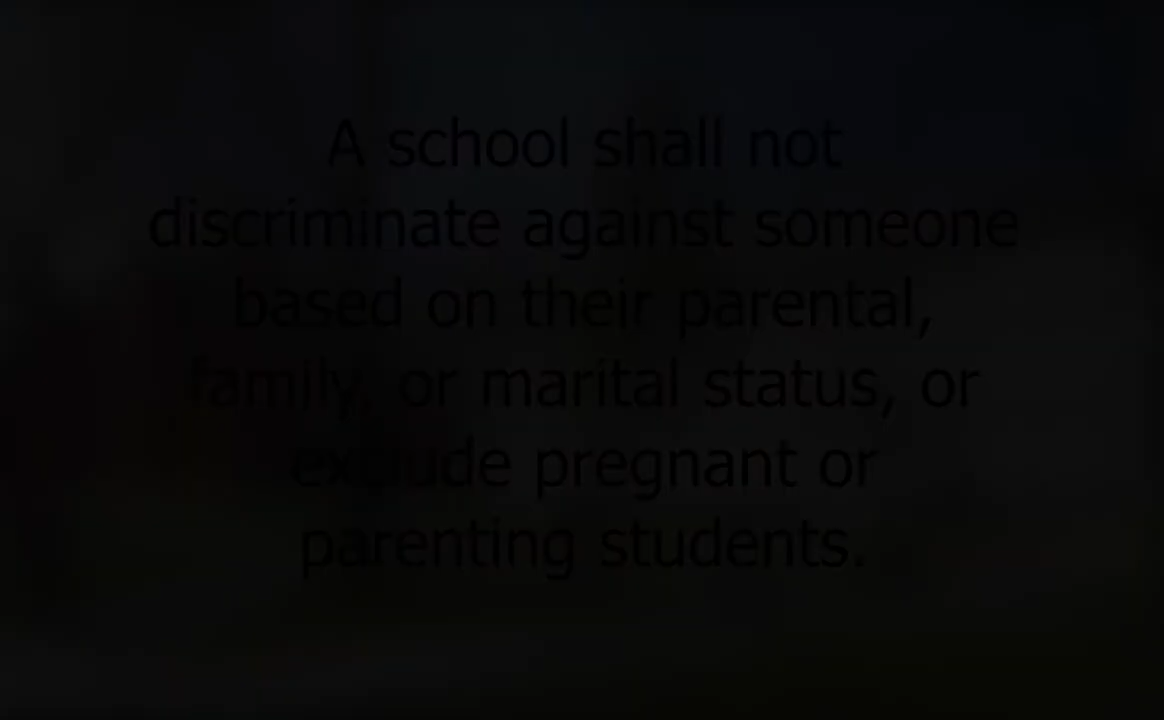 A school shall not
discriminate against someone
based on their parental,
family, or marital status, or
exclude pregnant or
parenting students.